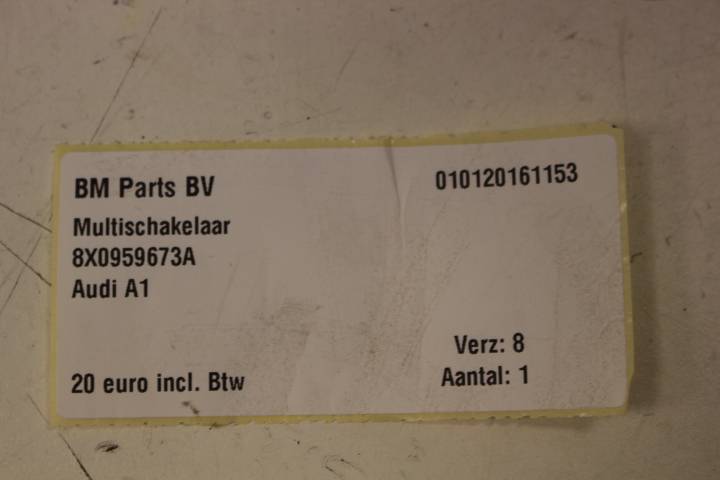 BM Parts BV 010120161153
Multischakelaar
8X0959673A
Audi A1
Verz: 8
20 euro incl. Btw Aantal: 1